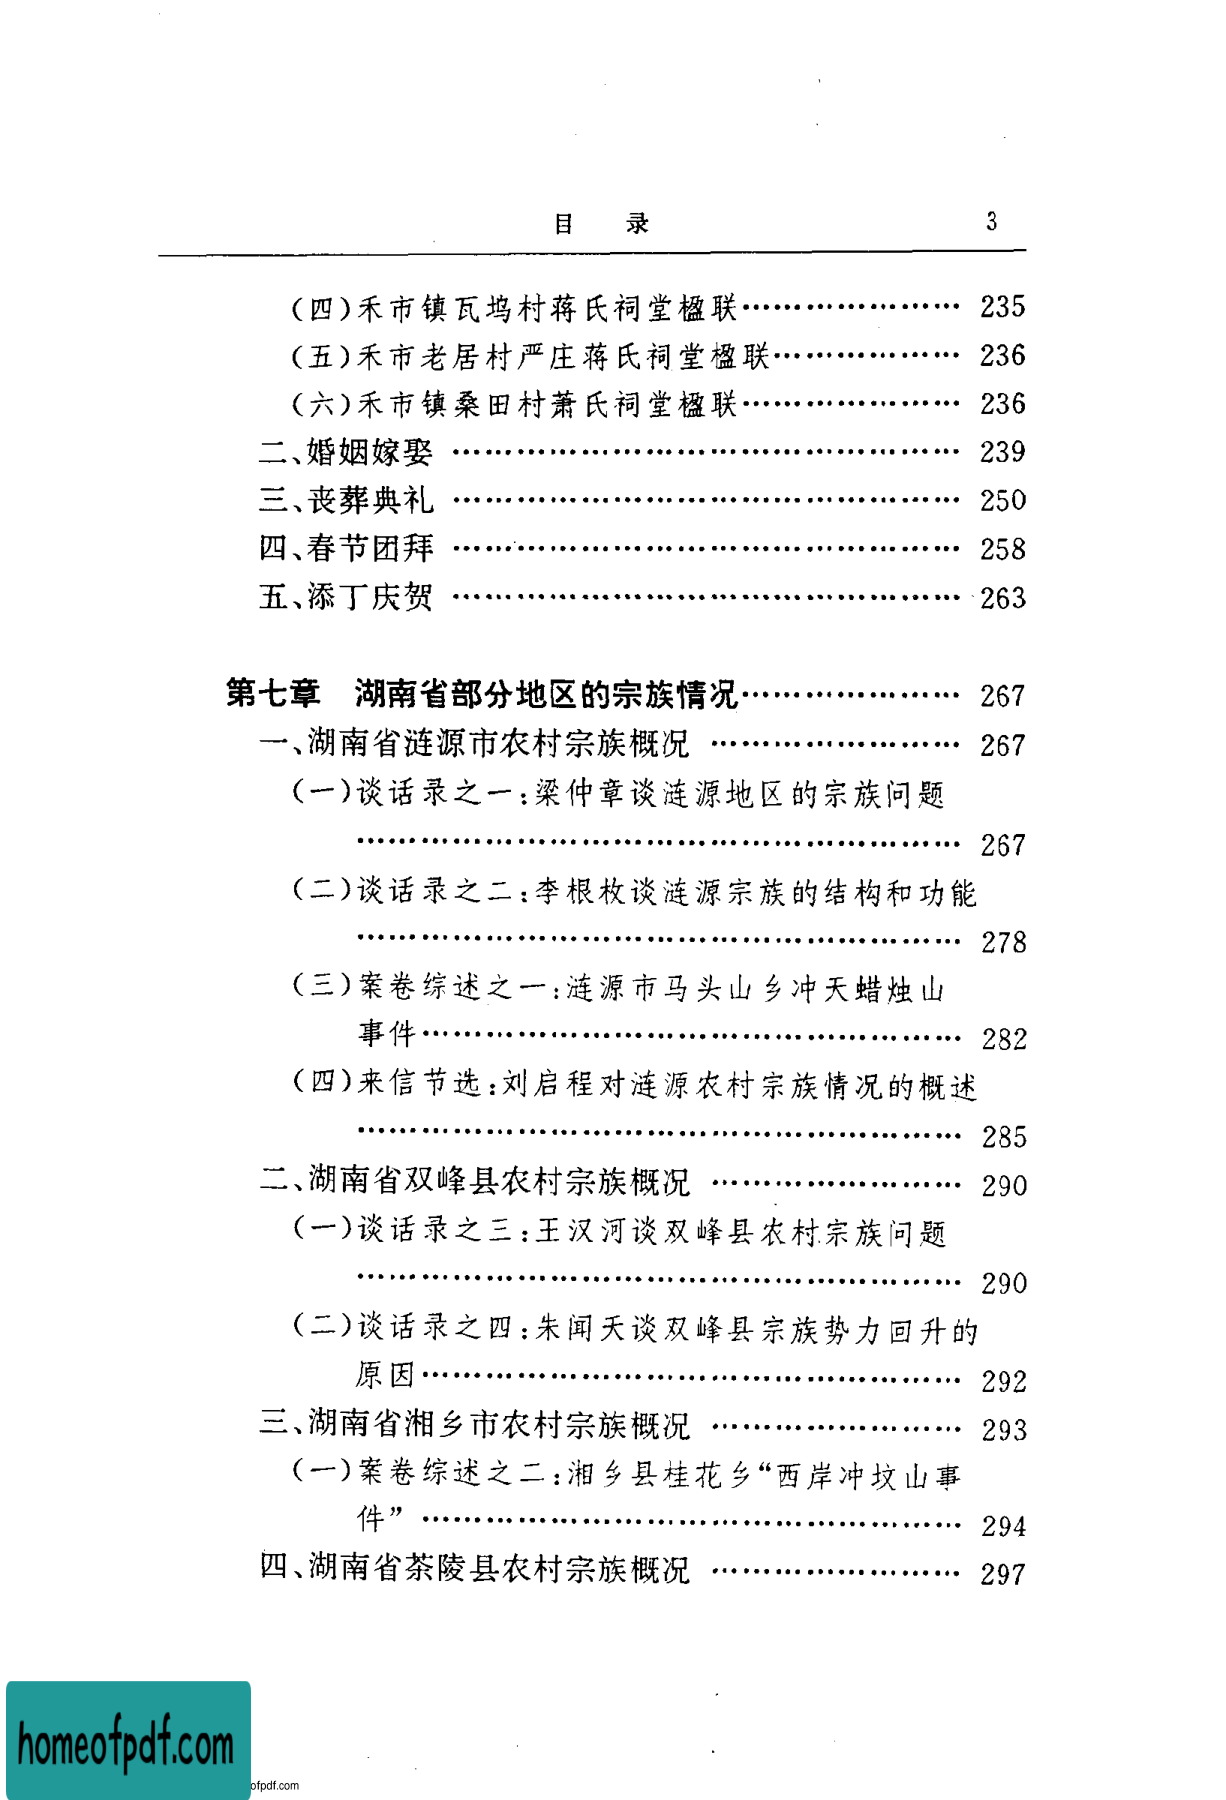 目 录 3
(四)禾市镇瓦坞村蒋氏祠堂楹联………………… 235
(五)禾市老居村严庄蒋氏祠堂楹联……………… 236
(六)禾市镇桑田村萧氏祠堂楹联………………… 236
二、婚姻嫁娶 ………………………………………… 239
三、丧葬典礼 ………………………………………… 250
四、春节团拜 ………………………………………… 258
五、添丁庆贺 ………………………………………… 263
第七章 湖南省部分地区的宗族情况………………… 267
一、湖南省涟源市农村宗族概况 …………………… 267
(一)谈话录之一:梁仲章谈涟源地区的宗族问题
………………………………………………… 267
(二)谈话录之二:李根枚谈涟源宗族的结构和功能
………………………………………………… 278
(三)案卷综述之一:涟源市马头山乡冲天蜡烛山
事件…………………………………………… 282
(四)来信节选:刘启程对涟源农村宗族情况的概述
………………………………………………… 285
二、湖南省双峰县农村宗族概况 …………………… 290
(一)谈话录之三:王汉河谈双峰县农村宗族问题
………………………………………………… 290
(二)谈话录之四:朱闻天谈双峰县宗族势力回升的
原因…………………………………………… 292
三、湖南省湘乡市农村宗族概况 …………………… 293
(一)案卷综述之二:湘乡县桂花乡“西岸冲坟山事
件” …………………………………………… 294
四、湖南省茶陵县农村宗族概况 …………………… 297
homeofpdf.com
ofpdf.com